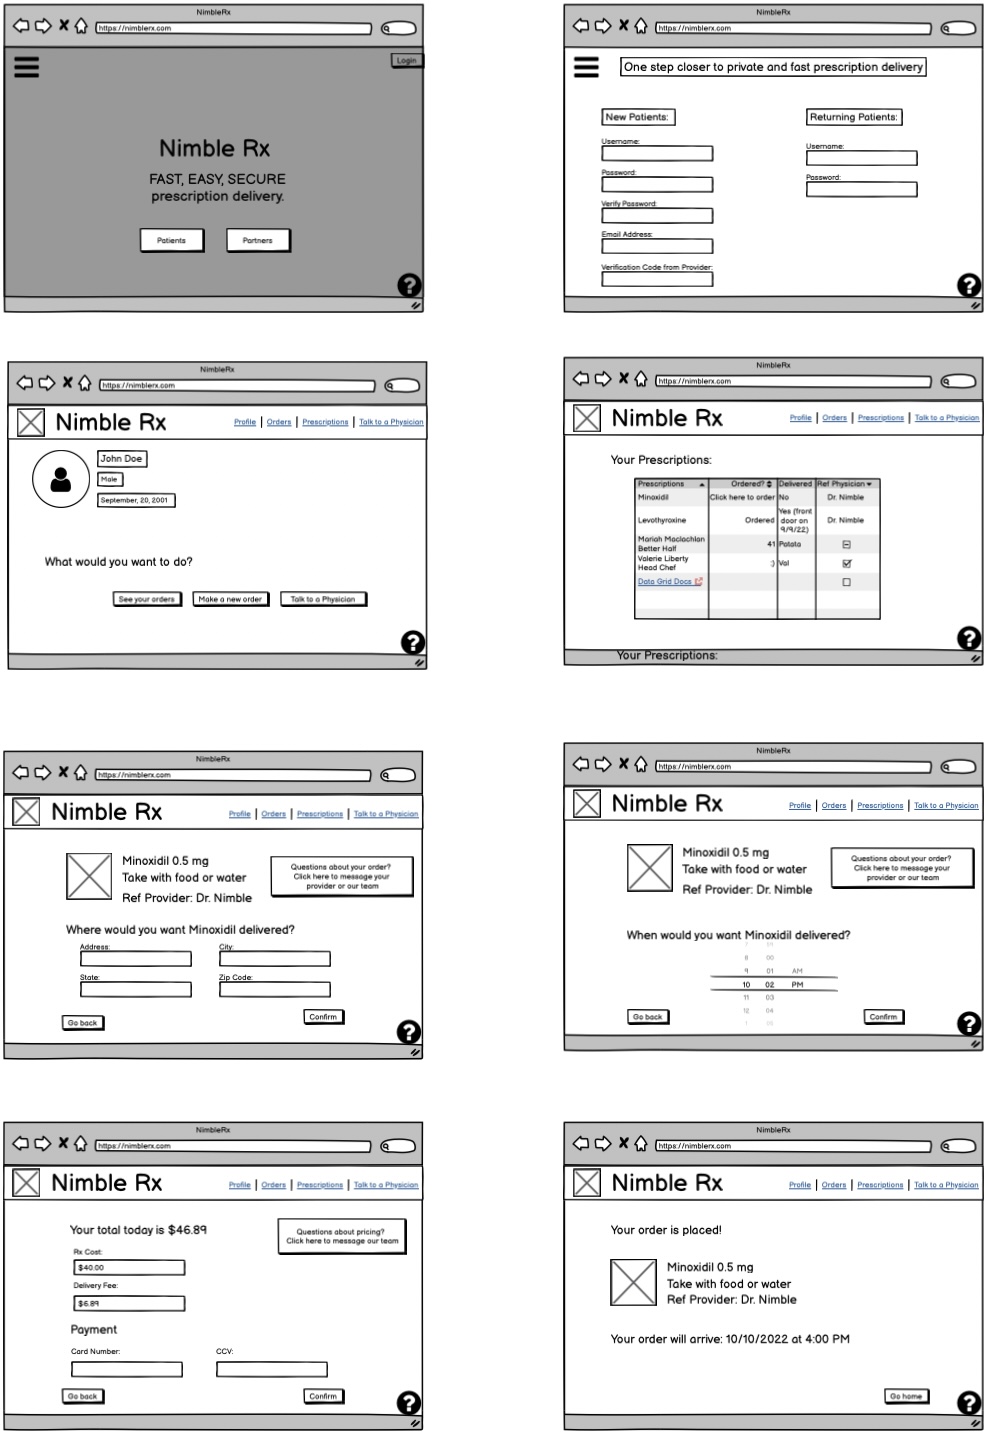 NimbleRx
https://nimblerx.com
Login
Nimble Rx
FAST, EASY, SECURE
prescription delivery.
Patients
Partners
?
NimbleRx
https://nimblerx.com
One step closer to private and fast prescription delivery
New Patients:
Returning Patients:
Username:
Password:
Verify Password:
Email Address:
Verification Code from Provider:
Username:
Password:
?
NimbleRx
https://nimblerx.com
Nimble Rx
Profile | Orders | Prescriptions | Talk to a Physician
John Doe
Male
September, 20, 2001
What would you want to do?
See your orders
Make a new order
Talk to a Physician
?
NimbleRx
https://nimblerx.com
Nimble Rx
Profile | Orders | Prescriptions | Talk to a Physician
Your Prescriptions:
Prescriptions Ordered? Delivered Ref Physician
Minoxidil Click here to order No Dr. Nimble
Levothyroxine Ordered Yes (front door on 9/9/22) Dr. Nimble
Mariah Maclachlan
Better Half
41 Potato
Valerie Liberty
Head Chef
:) Val
Data Grid Docs
Your Prescriptions:
?
NimbleRx
https://nimblerx.com
Nimble Rx
Profile | Orders | Prescriptions | Talk to a Physician
Minoxidil 0.5 mg
Take with food or water
Ref Provider: Dr. Nimble
Questions about your order?
Click here to message your
provider or our team
Where would you want Minoxidil delivered?
Address:
City:
State:
Zip Code:
Go back
Confirm
?
NimbleRx
https://nimblerx.com
Nimble Rx
Profile | Orders | Prescriptions | Talk to a Physician
Minoxidil 0.5 mg
Take with food or water
Ref Provider: Dr. Nimble
Questions about your order?
Click here to message your
provider or our team
When would you want Minoxidil delivered?
8 00
9 01 AM
10 02 PM
11 03
12 04
Go back
Confirm
?
NimbleRx
https://nimblerx.com
Nimble Rx
Profile | Orders | Prescriptions | Talk to a Physician
Your total today is $46.89
Questions about pricing?
Click here to message our team
Rx Cost:
$40.00
Delivery Fee:
$6.89
Payment
Card Number:
CCV:
Go back
Confirm
?
NimbleRx
https://nimblerx.com
Nimble Rx
Profile | Orders | Prescriptions | Talk to a Physician
Your order is placed!
Minoxidil 0.5 mg
Take with food or water
Ref Provider: Dr. Nimble
Your order will arrive: 10/10/2022 at 4:00 PM
Go home
?